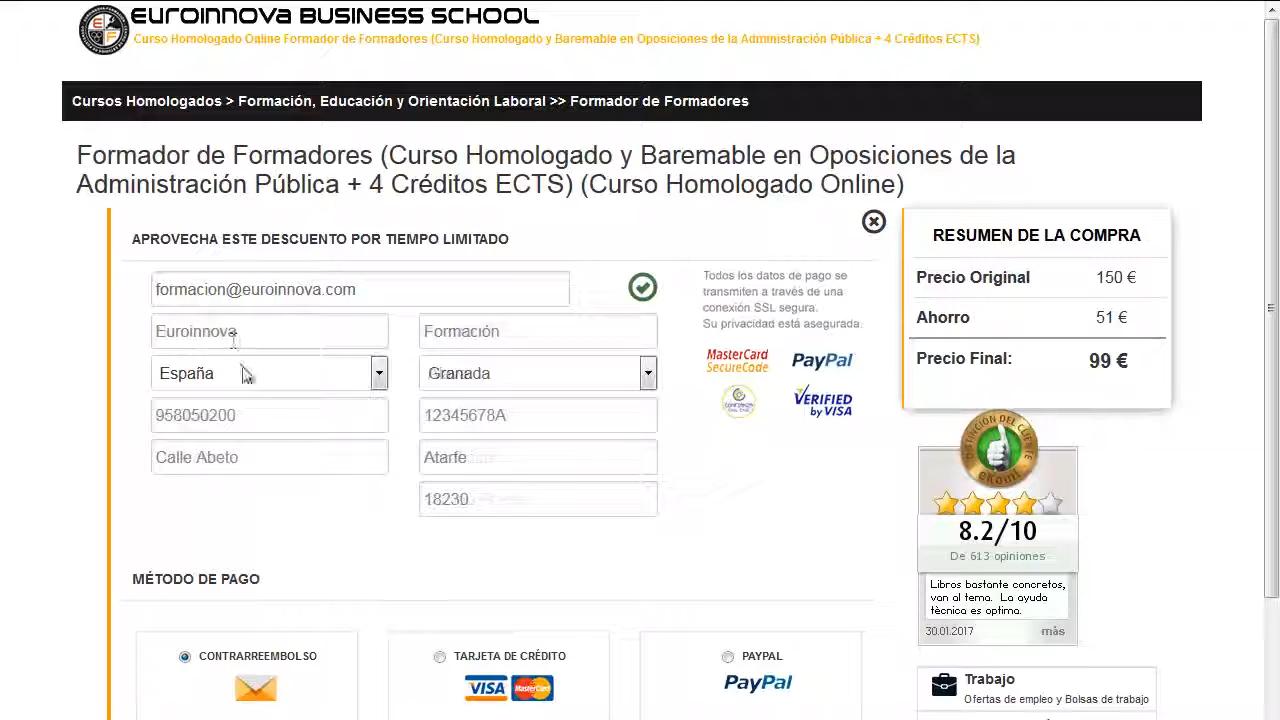 EUROINNOVA BUSINESS SCHOOL
Curso Homologado Online Formador de Formadores (Curso Homologado y Baremable en Oposiciones de la Administración Pública + 4 Créditos ECTS)
Cursos Homologados > Formación, Educación y Orientación Laboral >> Formador de Formadores
Formador de Formadores (Curso Homologado y Baremable en Oposiciones de la
Administración Pública + 4 Créditos ECTS) (Curso Homologado Online)
APROVECHA ESTE DESCUENTO POR TIEMPO LIMITADO
formacion@euroinnova.com
Euroinnova
Formación
España
Granada
958050200
12345678A
Calle Abeto
Atarfe
18230
Todos los datos de pago se
transmiten a través de una
conexión SSL segura.
Su privacidad está asegurada.
MasterCard
SecureCode
PayPal
VERIFIED
by VISA
RESUMEN DE LA COMPRA
Precio Original 150 €
Ahorro 51 €
Precio Final: 99 €
DISTINCIÓN DEL CLIENTE
eKomi
8.2/10
De 613 opiniones
Libros bastante concretos,
van al tema. La ayuda
tècnica es optima.
30.01.2017 más
MÉTODO DE PAGO
CONTRARREEMBOLSO
TARJETA DE CRÉDITO
VISA
MasterCard
PAYPAL
PayPal
Trabajo
Ofertas de empleo y Bolsas de trabajo